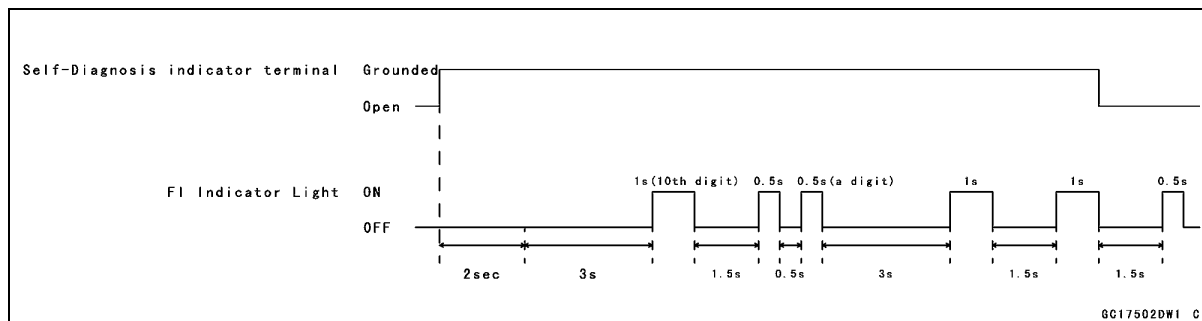 Self-Diagnosis indicator terminal Grounded
Open
1s(10th digit) 0.5s 0.5s(a digit) 1s 1s 0.5s
FI Indicator Light ON
OFF
2sec 3s 1.5s 0.5s 3s 1.5s 1.5s
GC17502DW1 C